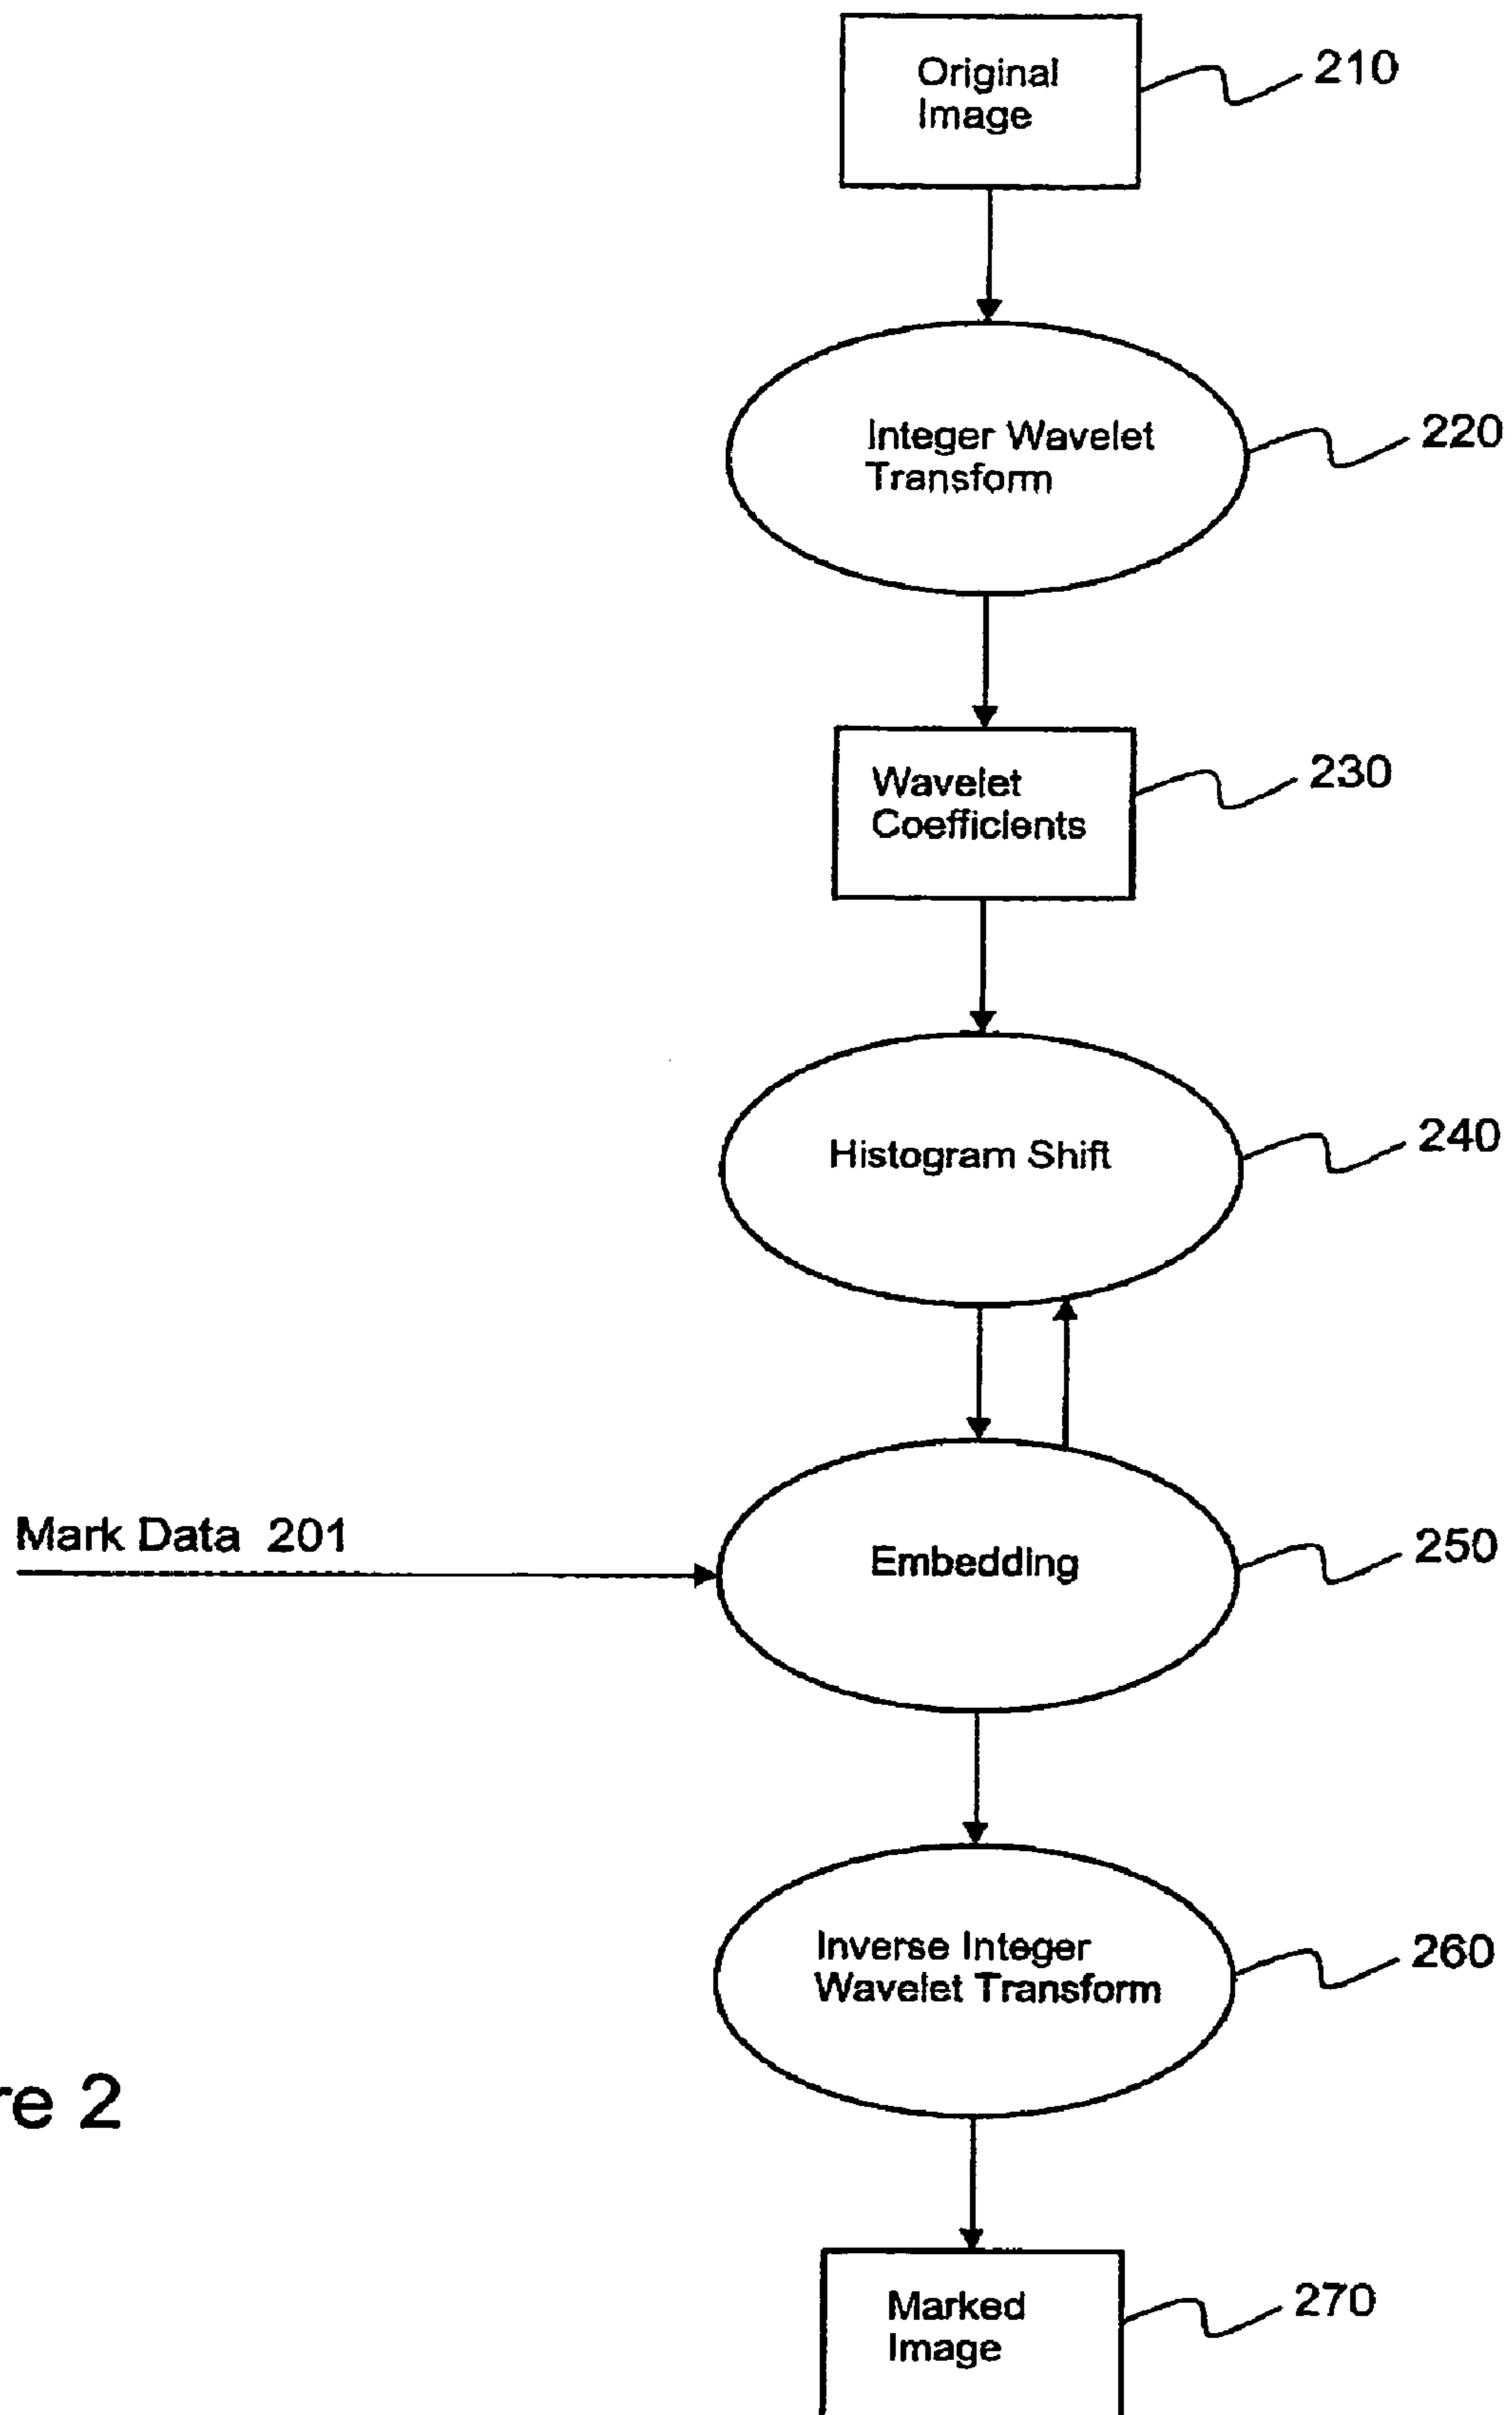 Original
Image
210
Integer Wavelet
Transform
220
Wavelet
Coefficients
230
Histogram Shift
240
Mark Data 201
Embedding
250
Inverse Integer
Wavelet Transform
260
re 2
Marked
Image
270